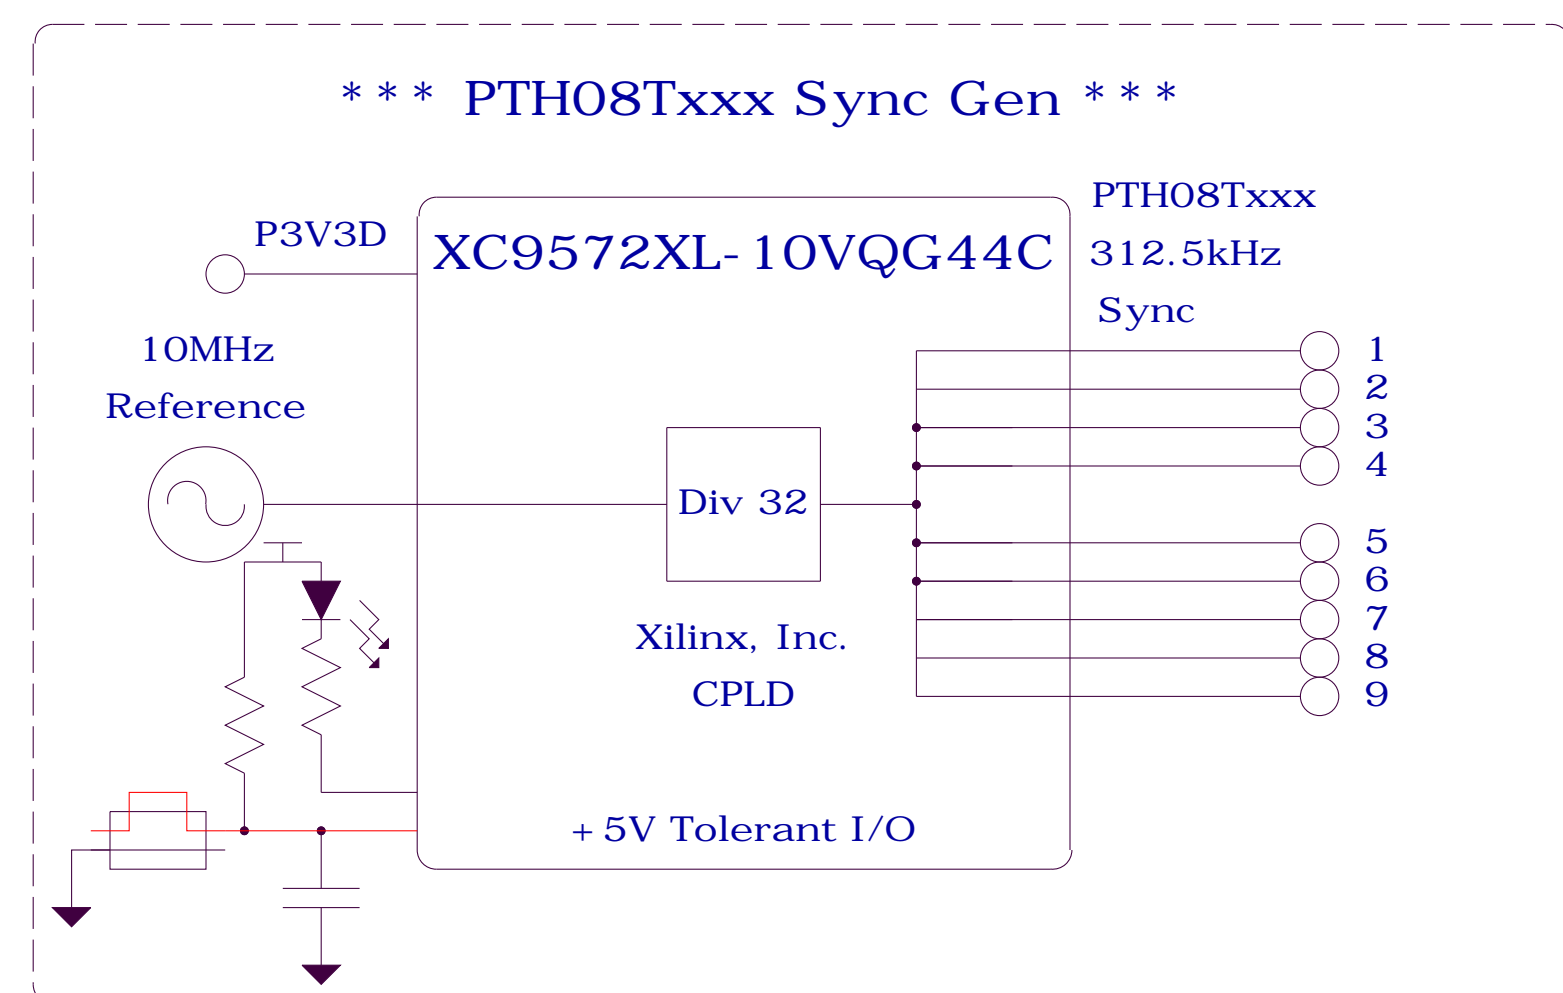 *** PTH08Txxx Sync Gen ***
P3V3D
XC9572XL-10VQG44C
PTH08Txxx
312.5kHz
Sync
10MHz
Reference
Div 32
1
2
3
4
5
6
7
8
9
Xilinx, Inc.
CPLD
+5V Tolerant I/O